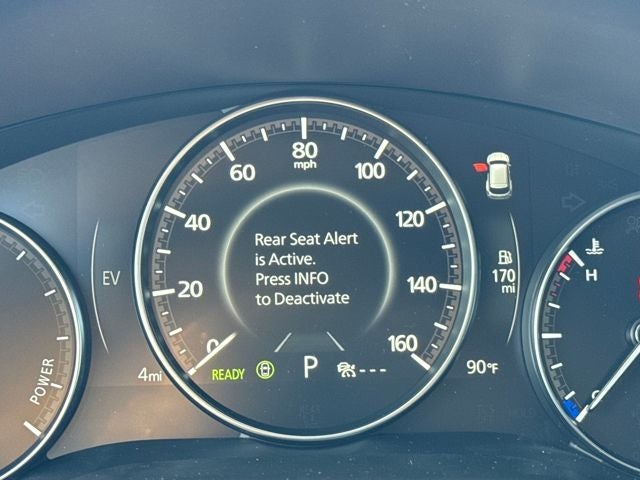 80
mph
60
100
40
120
Rear Seat Alert
is Active.
Press INFO
to Deactivate
EV
170
mi
H
20
140
0
160
POWER
4mi
READY
P
---
90°F